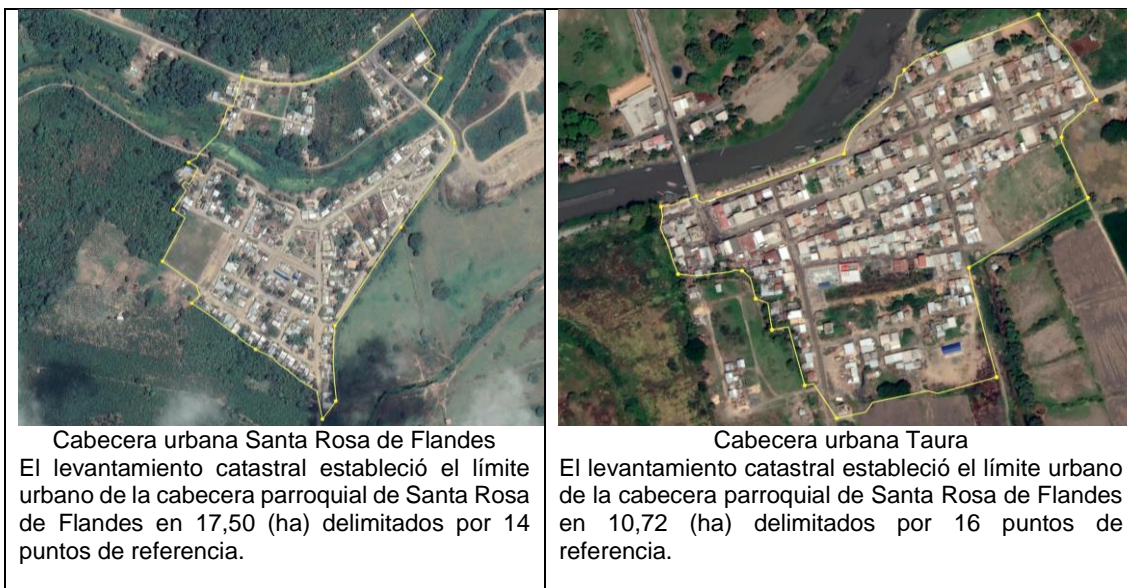 Cabecera urbana Santa Rosa de Flandes
El levantamiento catastral estableció el límite
urbano de la cabecera parroquial de Santa Rosa
de Flandes en 17,50 (ha) delimitados por 14
puntos de referencia.
Cabecera urbana Taura
El levantamiento catastral estableció el límite urbano
de la cabecera parroquial de Santa Rosa de Flandes
en 10,72 (ha) delimitados por 16 puntos de
referencia.